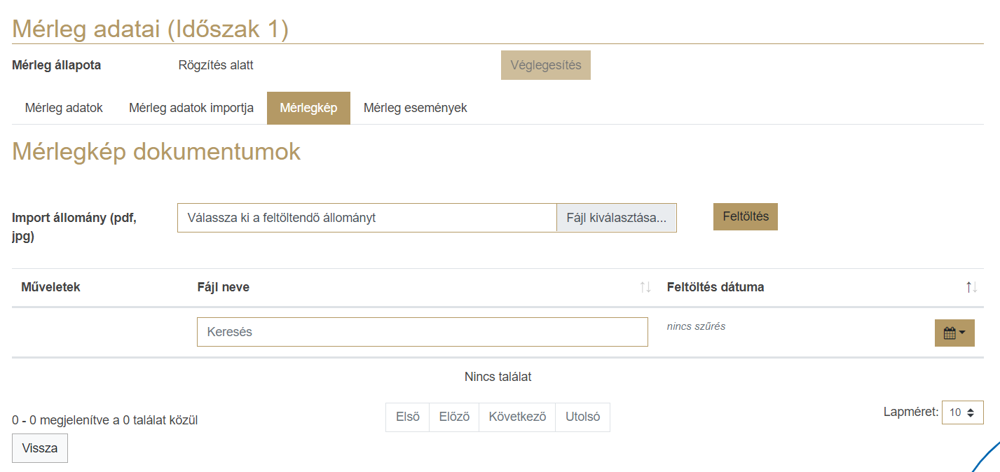 Mérleg adatai (Időszak 1)
Mérleg állapota Rögzítés alatt Véglegesítés
Mérleg adatok Mérleg adatok importja Mérlegkép Mérleg események
Mérlegkép dokumentumok
Import állomány (pdf, jpg) Válassza ki a feltöltendő állományt Fájl kiválasztása... Feltöltés
Műveletek Fájl neve Feltöltés dátuma
Keresés nincs szűrés
Nincs találat
0 - 0 megjelenítve a 0 találat közül Első Előző Következő Utolsó Lapméret: 10
Vissza